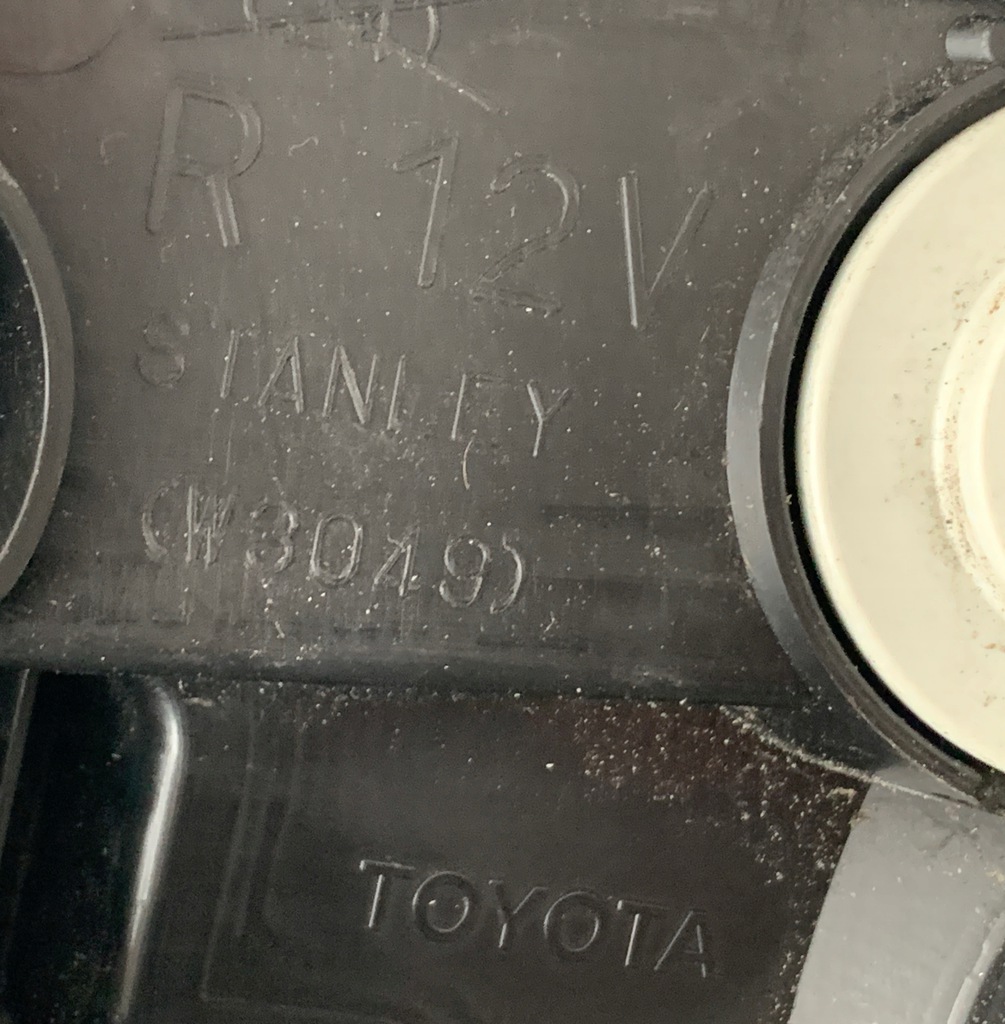 R 12V
STANLEY
(W3049)
TOYOTA